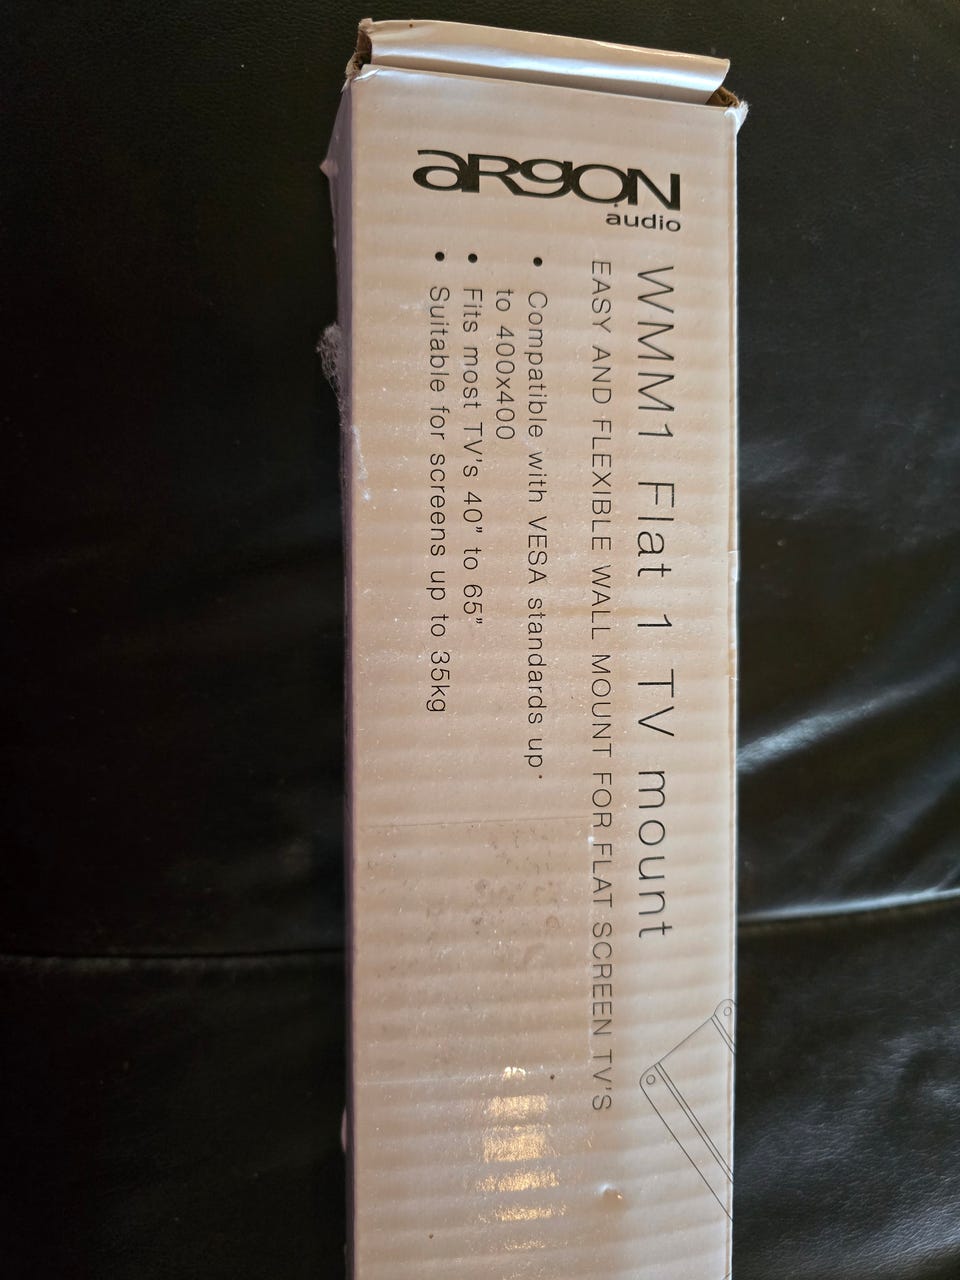 aRgON
audio
WMM1 Flat 1 TV mount
EASY AND FLEXIBLE WALL MOUNT FOR FLAT SCREEN TV'S
• Compatible with VESA standards up
to 400x400
• Fits most TV's 40" to 65"
• Suitable for screens up to 35kg